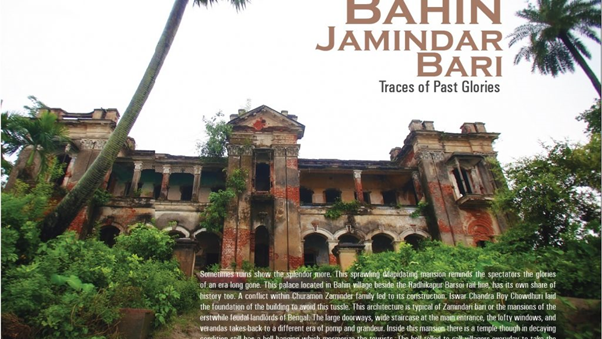 BAHIN
JAMINDAR
BARI
Traces of Past Glories
Sometimes ruins show the splendor more. This sprawling dilapidating mansion reminds the spectators the glories
of an era long gone. This palace located in Bahin village beside the Radhikapur Barsoi rail line, has its own share of
history too. A conflict within Churamon Zaminder family led to its construction. Iswar Chandra Roy Chowdhuri laid
the foundation of the building to avoid this tussle. This architecture is typical of Zamindari bari or the mansions of the
erstwhile feudal landlords of Bengal. The large doorways, wide staircase at the main entrance, the lofty windows, and
verandas takes back to a different era of pomp and grandeur. Inside this mansion there is a temple though in decaying